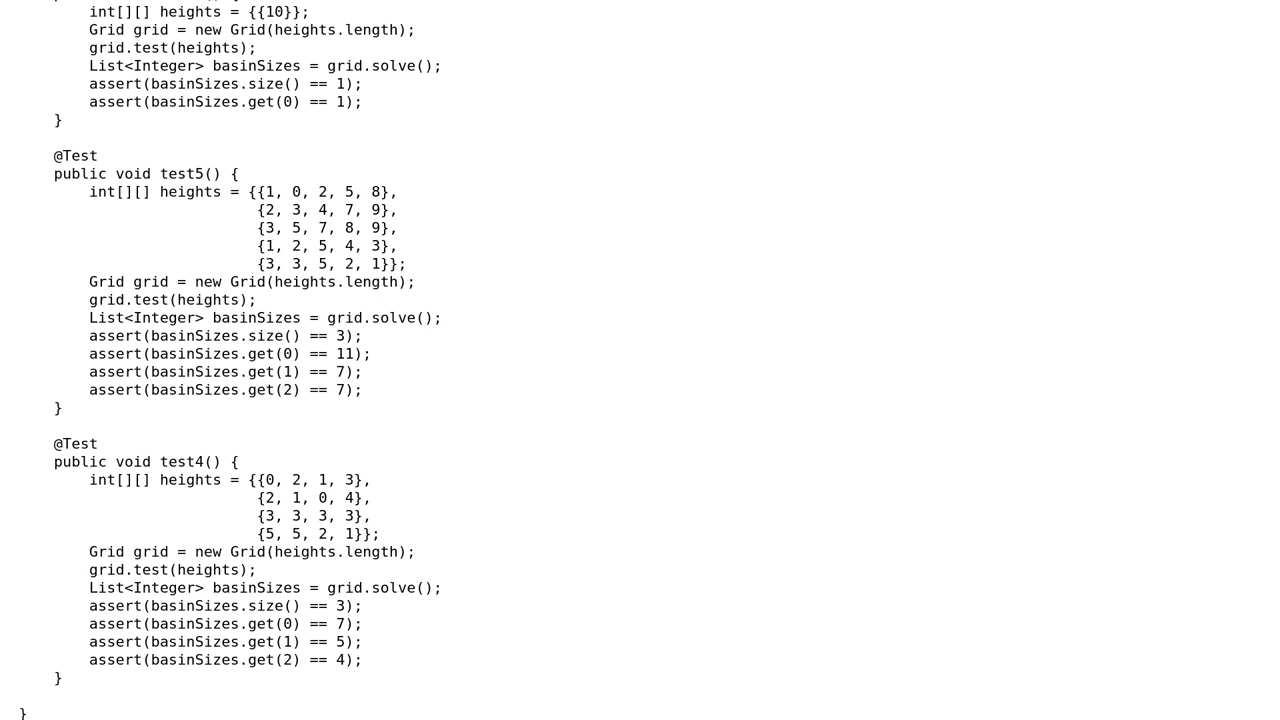 int[][] heights = {{10}};
Grid grid = new Grid(heights.length);
grid.test(heights);
List<Integer> basinSizes = grid.solve();
assert(basinSizes.size() == 1);
assert(basinSizes.get(0) == 1);
}
@Test
public void test5() {
int[][] heights = {{1, 0, 2, 5, 8},
{2, 3, 4, 7, 9},
{3, 5, 7, 8, 9},
{1, 2, 5, 4, 3},
{3, 3, 5, 2, 1}};
Grid grid = new Grid(heights.length);
grid.test(heights);
List<Integer> basinSizes = grid.solve();
assert(basinSizes.size() == 3);
assert(basinSizes.get(0) == 11);
assert(basinSizes.get(1) == 7);
assert(basinSizes.get(2) == 7);
}
@Test
public void test4() {
int[][] heights = {{0, 2, 1, 3},
{2, 1, 0, 4},
{3, 3, 3, 3},
{5, 5, 2, 1}};
Grid grid = new Grid(heights.length);
grid.test(heights);
List<Integer> basinSizes = grid.solve();
assert(basinSizes.size() == 3);
assert(basinSizes.get(0) == 7);
assert(basinSizes.get(1) == 5);
assert(basinSizes.get(2) == 4);
}
}